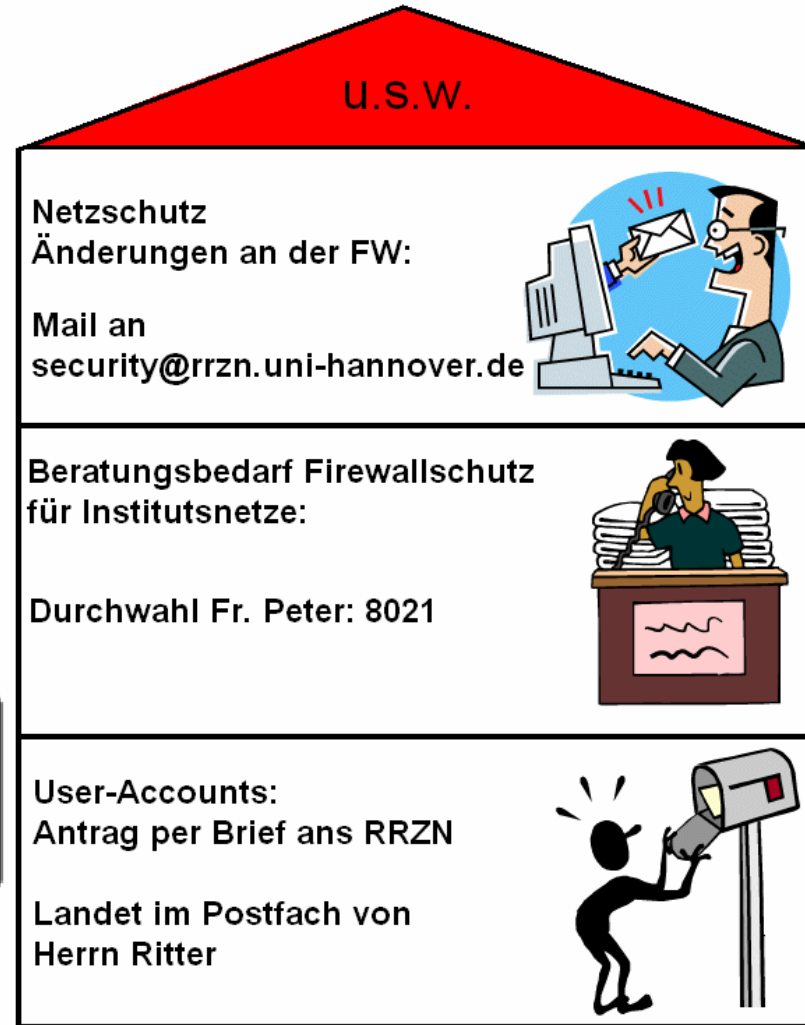 u.s.w.
Netzschutz
Änderungen an der FW:
Mail an
security@rrzn.uni-hannover.de
Beratungsbedarf Firewallschutz
für Institutsnetze:
Durchwahl Fr. Peter: 8021
User-Accounts:
Antrag per Brief ans RRZN
Landet im Postfach von
Herrn Ritter